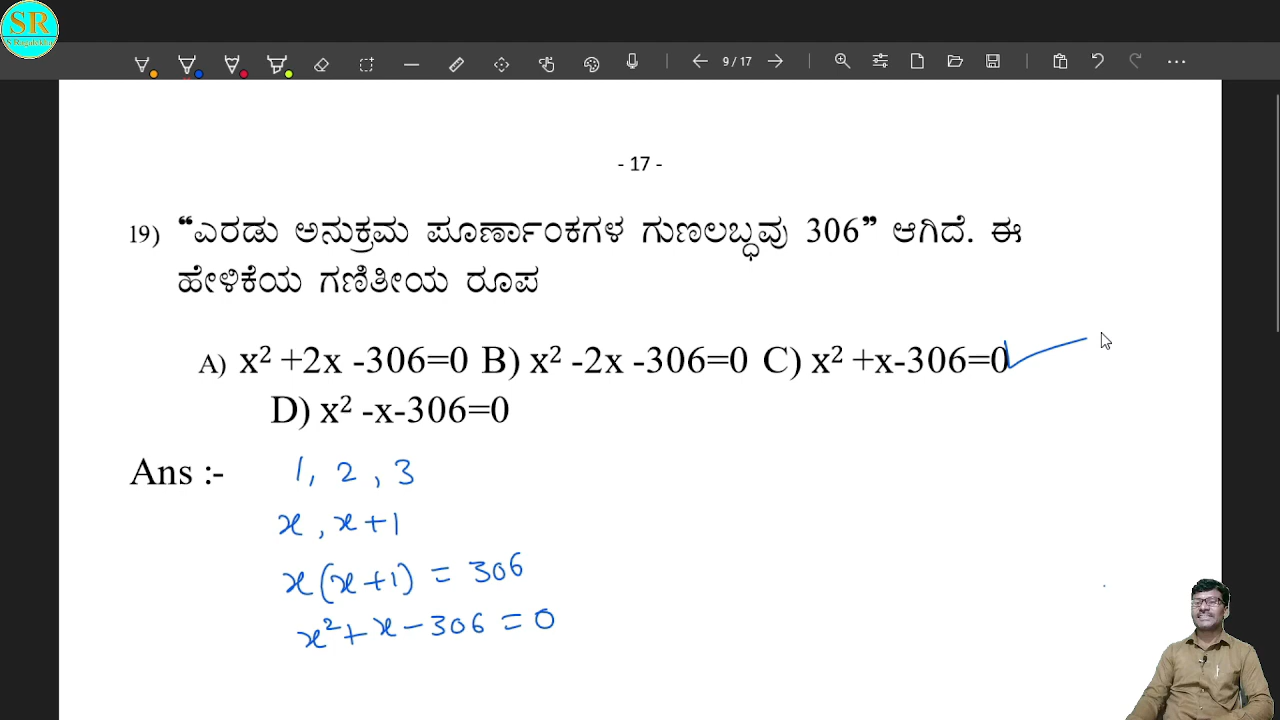 SR
9 / 17
- 17 -
19) “ಎರಡು ಅನುಕ್ರಮ ಪೂರ್ಣಾಂಕಗಳ ಗುಣಲಬ್ಧವು 306” ಆಗಿದೆ. ಈ
ಹೇಳಿಕೆಯ ಗಣಿತೀಯ ರೂಪ
A) x² +2x -306=0 B) x² -2x -306=0 C) x² +x-306=0
D) x² -x-306=0
Ans :- 1, 2, 3
x, x+1
x(x+1) = 306
x²+x-306=0